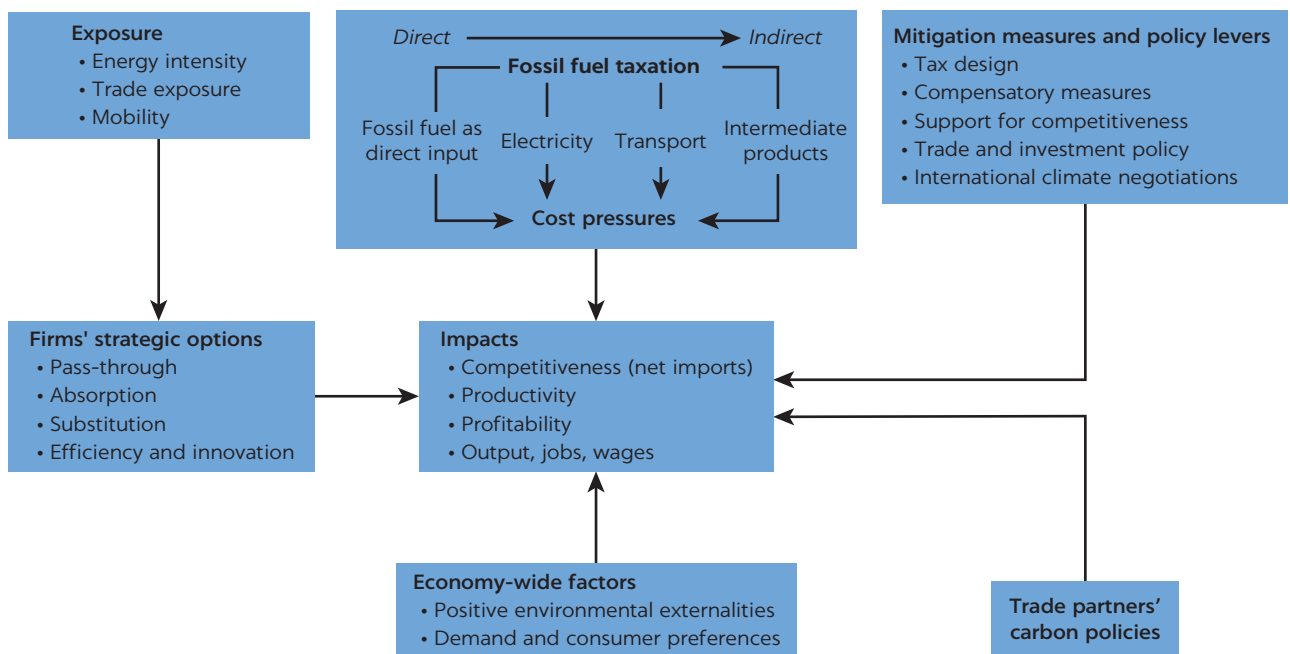 Exposure
• Energy intensity
• Trade exposure
• Mobility
Direct
Indirect
Fossil fuel taxation
Fossil fuel as
direct input
Electricity
Transport
Intermediate
products
Cost pressures
Mitigation measures and policy levers
• Tax design
• Compensatory measures
• Support for competitiveness
• Trade and investment policy
• International climate negotiations
Firms' strategic options
• Pass-through
• Absorption
• Substitution
• Efficiency and innovation
Impacts
• Competitiveness (net imports)
• Productivity
• Profitability
• Output, jobs, wages
Economy-wide factors
• Positive environmental externalities
• Demand and consumer preferences
Trade partners’
carbon policies